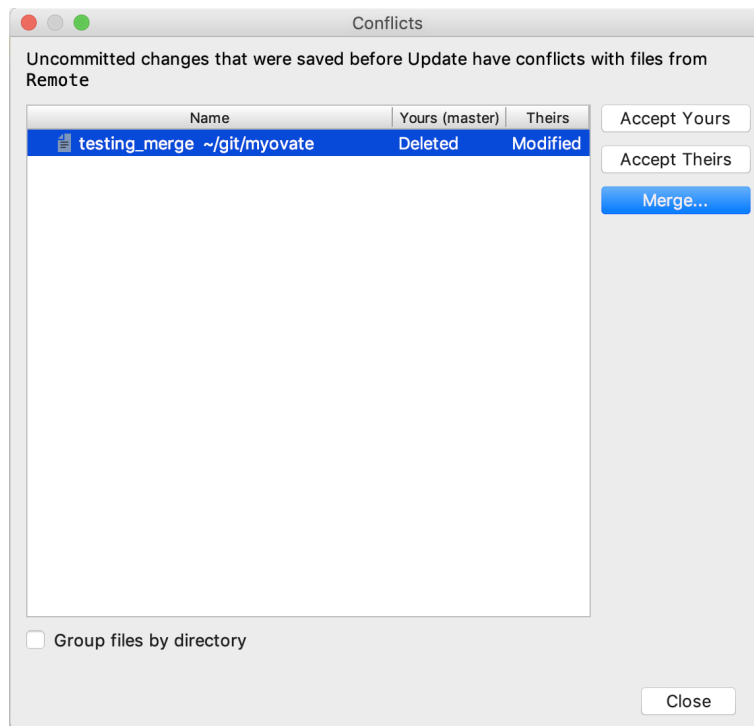 Conflicts
Uncommitted changes that were saved before Update have conflicts with files from
Remote
Name Yours (master) Theirs
testing_merge ~/git/myovate Deleted Modified
Accept Yours
Accept Theirs
Merge...
Group files by directory
Close